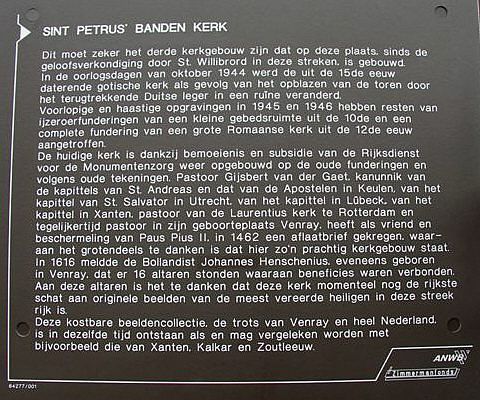 SINT PETRUS' BANDEN KERK
Dit moet zeker het derde kerkgebouw zijn dat op deze plaats, sinds de
geloofsverkondiging door St. Willibrord in deze streken, is gebouwd.
In de oorlogsdagen van oktober 1944 werd de uit de 15de eeuw
daterende gotische kerk als gevolg van het opblazen van de toren door
het terugtrekkende Duitse leger in een ruïne veranderd.
Voorlopige en haastige opgravingen in 1945 en 1946 hebben resten van
ijzeroerfunderingen van een kleine gebedsruimte uit de 10de en een
complete fundering van een grote Romaanse kerk uit de 12de eeuw
aangetroffen.
De huidige kerk is dankzij bemoeienis en subsidie van de Rijksdienst
voor de Monumentenzorg weer opgebouwd op de oude funderingen en
volgens oude tekeningen. Pastoor Gijsbert van der Gaet, kanunnik van
de kapittels van St. Andreas en dat van de Apostelen in Keulen, van het
kapittel van St. Salvator in Utrecht, van het kapittel in Lübeck, van het
kapittel in Xanten, pastoor van de Laurentius kerk te Rotterdam en
tegelijkertijd pastoor in zijn geboorteplaats Venray, heeft als vriend en
beschermeling van Paus Pius II, in 1462 een aflaatbrief gekregen, waar-
aan het grotendeels te danken is dat hier zo'n prachtig kerkgebouw staat.
In 1616 meldde de Bollandist Johannes Henschenius, eveneens geboren
in Venray, dat er 16 altaren stonden waaraan beneficies waren verbonden.
Aan deze altaren is het te danken dat deze kerk momenteel nog de rijkste
schat aan originele beelden van de meest vereerde heiligen in deze streek
rijk is.
Deze kostbare beeldencollectie, de trots van Venray en heel Nederland,
is in dezelfde tijd ontstaan als en mag vergeleken worden met
bijvoorbeeld die van Xanten, Kalkar en Zoutleeuw.
ANWB
Zimmermanfonds
64277/001